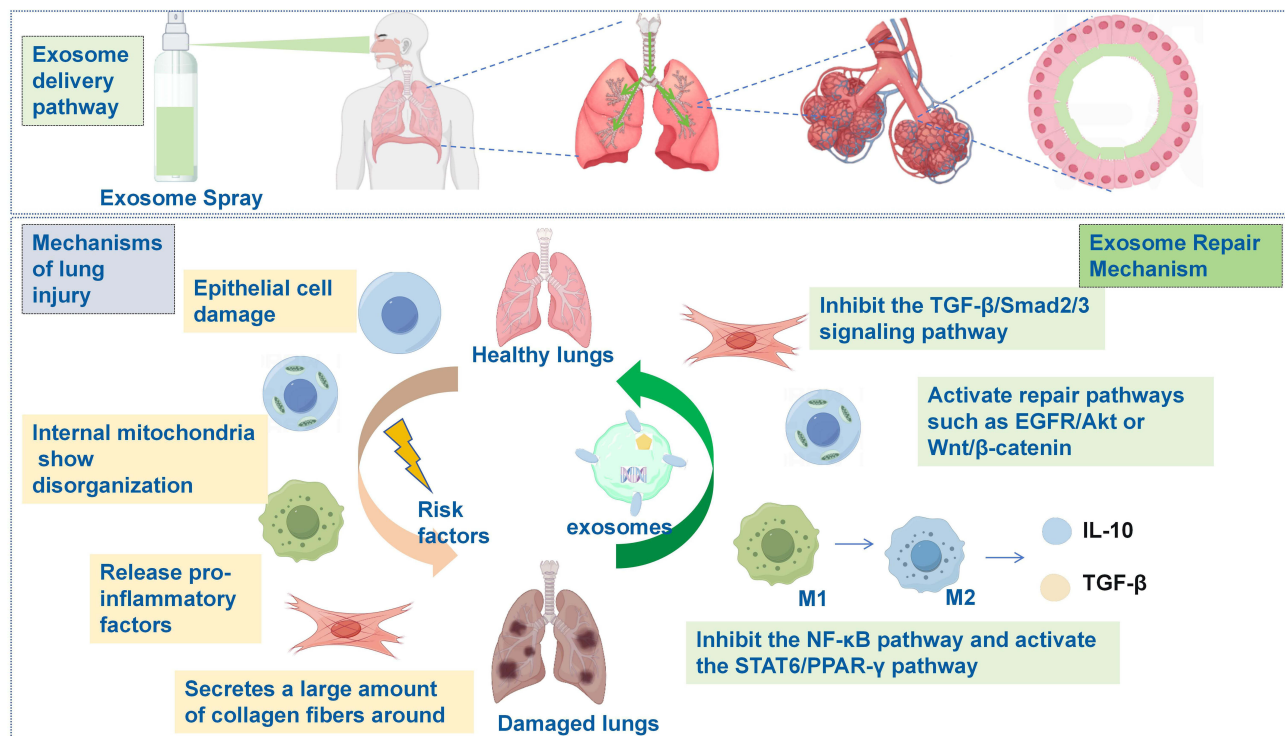 Exosome
delivery
pathway
Exosome Spray
Mechanisms
of lung
injury
Epithelial cell
damage
Internal mitochondria
show
disorganization
Release pro-
inflammatory
factors
Secretes a large amount
of collagen fibers around
Healthy lungs
Risk
factors
exosomes
Damaged lungs
Exosome Repair
Mechanism
Inhibit the TGF-β/Smad2/3
signaling pathway
Activate repair pathways
such as EGFR/Akt or
Wnt/β-catenin
M1
M2
IL-10
TGF-β
Inhibit the NF-κB pathway and activate
the STAT6/PPAR-γ pathway